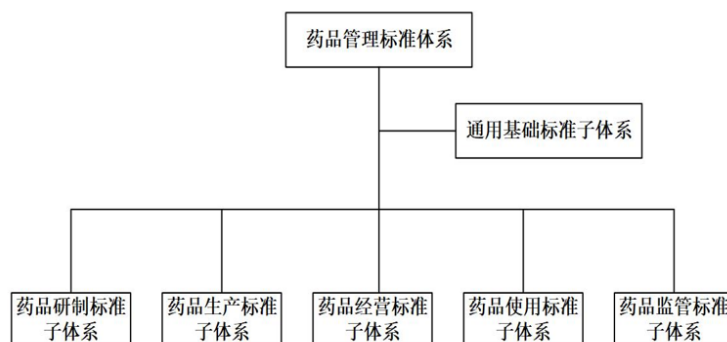 药品管理标准体系
通用基础标准子体系
药品研制标准
子体系
药品生产标准
子体系
药品经营标准
子体系
药品使用标准
子体系
药品监管标准
子体系